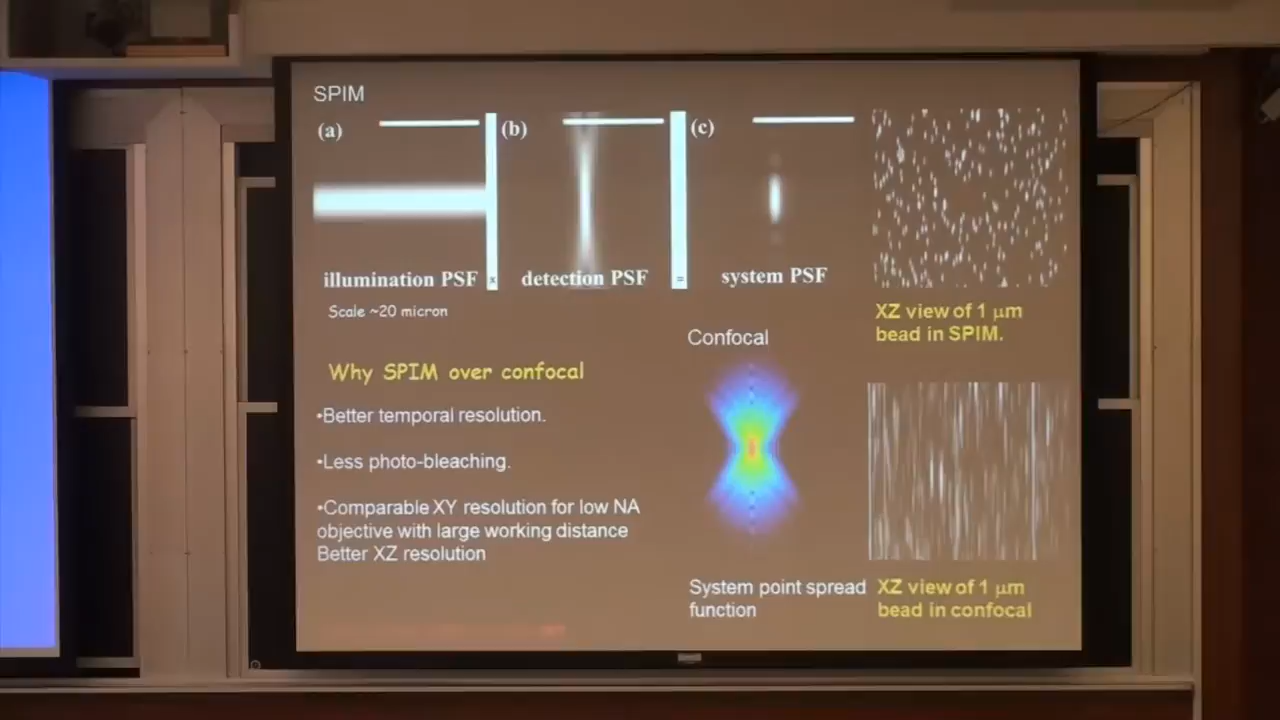 SPIM
(a)
(b)
(c)
illumination PSF
x
detection PSF
=
system PSF
Scale ~20 micron
XZ view of 1 μm
bead in SPIM.
Confocal
Why SPIM over confocal
•Better temporal resolution.
•Less photo-bleaching.
•Comparable XY resolution for low NA
objective with large working distance
Better XZ resolution
System point spread
function
XZ view of 1 μm
bead in confocal